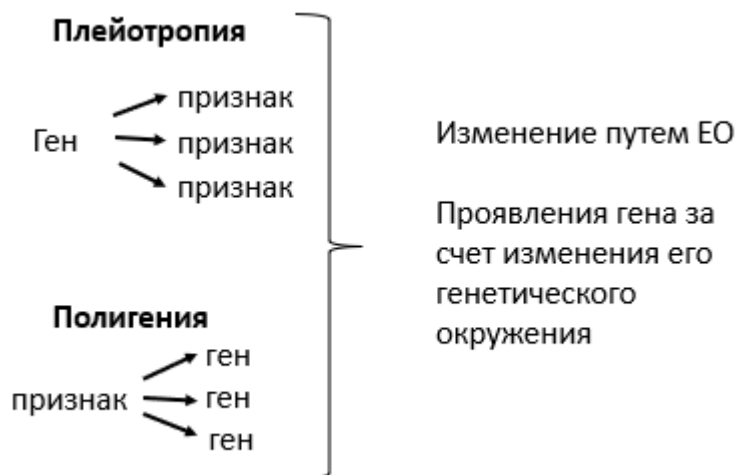 Плейотропия
Ген
признак
признак
признак
Полигения
признак
ген
ген
ген
Изменение путем ЕО
Проявления гена за
счет изменения его
генетического
окружения